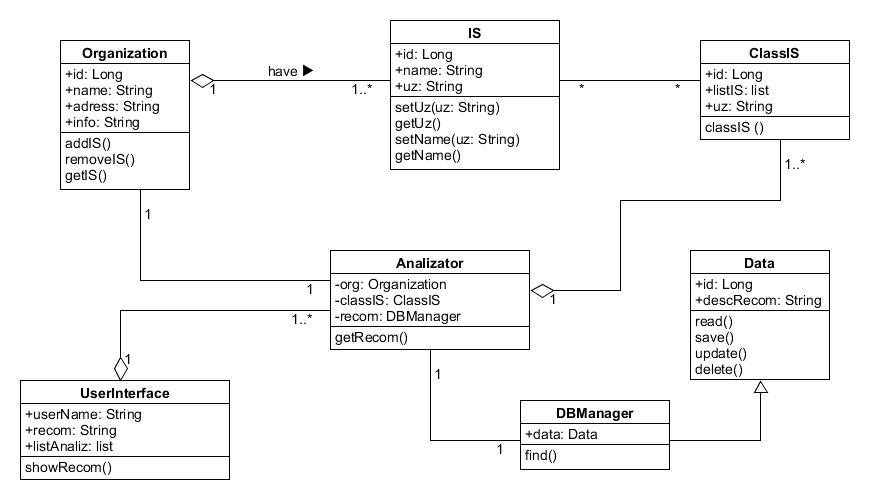 Organization
+id: Long
+name: String
+adress: String
+info: String
addIS()
removeIS()
getIS()
1
have ▶
1..*
IS
+id: Long
+name: String
+uz: String
setUz(uz: String)
getUz()
setName(uz: String)
getName()
*
*
ClassIS
+id: Long
+listIS: list
+uz: String
classIS ()
1..*
1
1
Analizator
-org: Organization
-classIS: ClassIS
-recom: DBManager
getRecom()
1
1..*
1
Data
+id: Long
+descRecom: String
read()
save()
update()
delete()
UserInterface
+userName: String
+recom: String
+listAnaliz: list
showRecom()
1
1
DBManager
+data: Data
find()